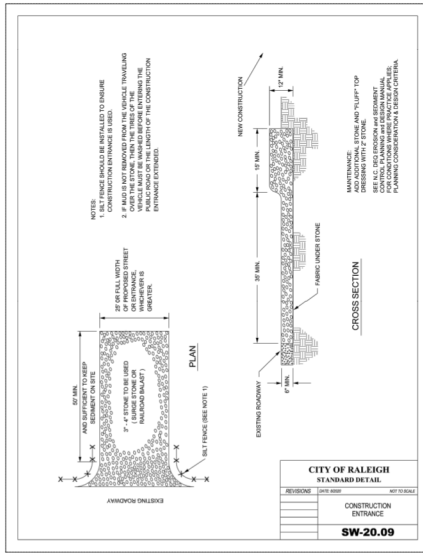 NOTES:
1. SILT FENCE SHOULD BE INSTALLED TO ENSURE
CONSTRUCTION ENTRANCE IS USED.
2. IF MUD IS NOT REMOVED FROM THE VEHICLE TRAVELING
OVER THE STONE, THEN THE TIRES OF THE
VEHICLE MUST BE WASHED BEFORE ENTERING THE
PUBLIC ROAD OR THE LENGTH OF THE CONSTRUCTION
ENTRANCE EXTENDED.
50' MIN.
AND SUFFICIENT TO KEEP
SEDIMENT ON SITE
25' OR FULL WIDTH
OF PROPOSED STREET
OR ENTRANCE,
WHICHEVER IS
GREATER.
3" - 4" STONE TO BE USED
( SURGE STONE OR
RAILROAD BALAST )
EXISTING ROADWAY
SILT FENCE (SEE NOTE 1)
PLAN
NEW CONSTRUCTION
12" MIN.
15' MIN.
35' MIN.
EXISTING ROADWAY
6" MIN.
FABRIC UNDER STONE
CROSS SECTION
MAINTENANCE:
ADD ADDITIONAL STONE AND "FLUFF" TOP
DRESSING WITH 2" STONE.
SEE N.C. DEQ EROSION and SEDIMENT
CONTROL PLANNING and DESIGN MANUAL
FOR CONDITIONS WHERE PRACTICE APPLIES;
PLANNING CONSIDERATION & DESIGN CRITERIA.
CITY OF RALEIGH
STANDARD DETAIL
REVISIONS
DATE:
NOT TO SCALE
CONSTRUCTION
ENTRANCE
SW-20.09